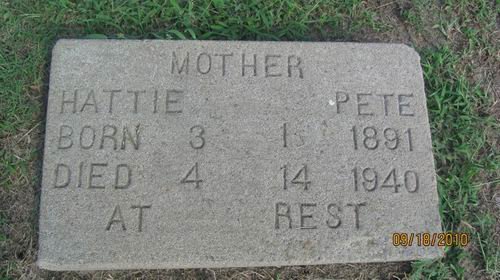 MOTHER
HATTIE PETE
BORN 3 1 1891
DIED 4 14 1940
AT REST
09/18/2010